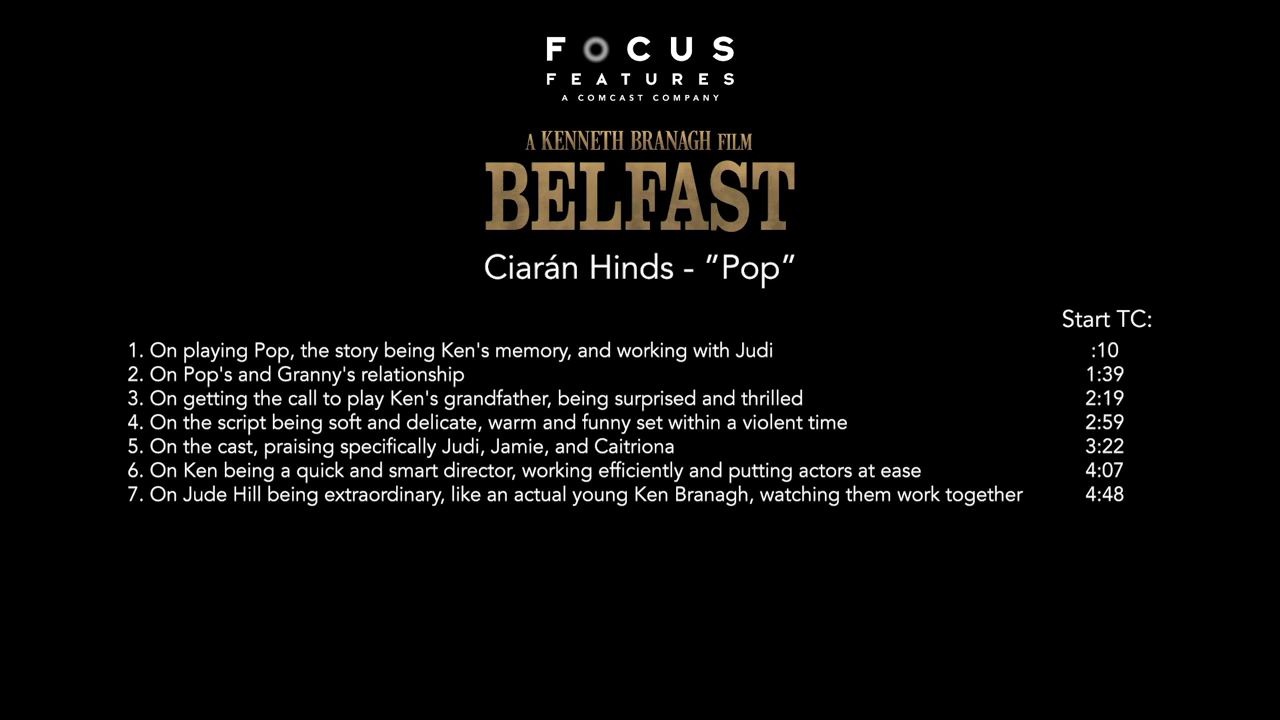 FOCUS
FEATURES
A COMCAST COMPANY
A KENNETH BRANAGH FILM
BELFAST
Ciarán Hinds - ”Pop”
Start TC:
1. On playing Pop, the story being Ken's memory, and working with Judi :10
2. On Pop's and Granny's relationship 1:39
3. On getting the call to play Ken's grandfather, being surprised and thrilled 2:19
4. On the script being soft and delicate, warm and funny set within a violent time 2:59
5. On the cast, praising specifically Judi, Jamie, and Caitriona 3:22
6. On Ken being a quick and smart director, working efficiently and putting actors at ease 4:07
7. On Jude Hill being extraordinary, like an actual young Ken Branagh, watching them work together 4:48